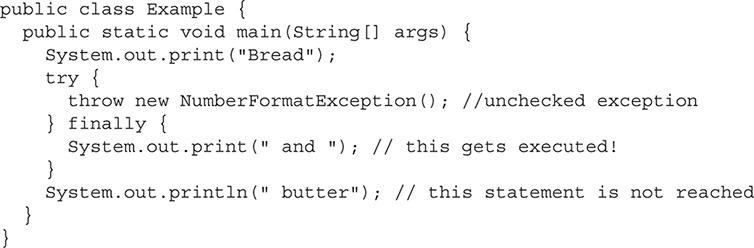 public class Example {
  public static void main(String[] args) {
    System.out.print("Bread");
    try {
      throw new NumberFormatException(); //unchecked exception
    } finally {
      System.out.print(" and "); // this gets executed!
    }
    System.out.println(" butter"); // this statement is not reached
  }
}